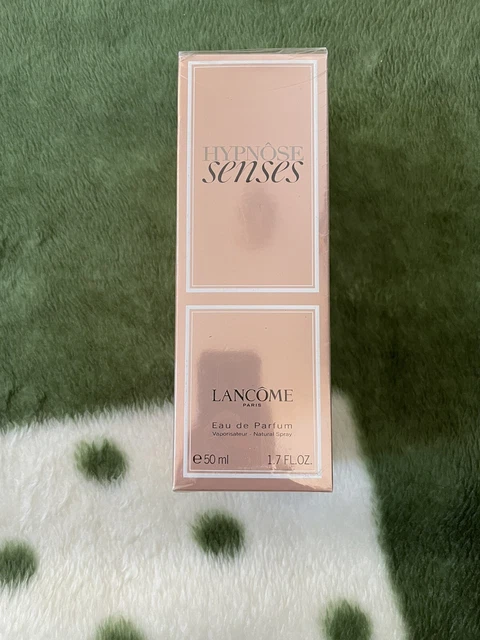 HYPNÔSE
senses
LANCÔME
PARIS
Eau de Parfum
Vaporisateur - Natural Spray
℮ 50 ml 1.7 FL.OZ.